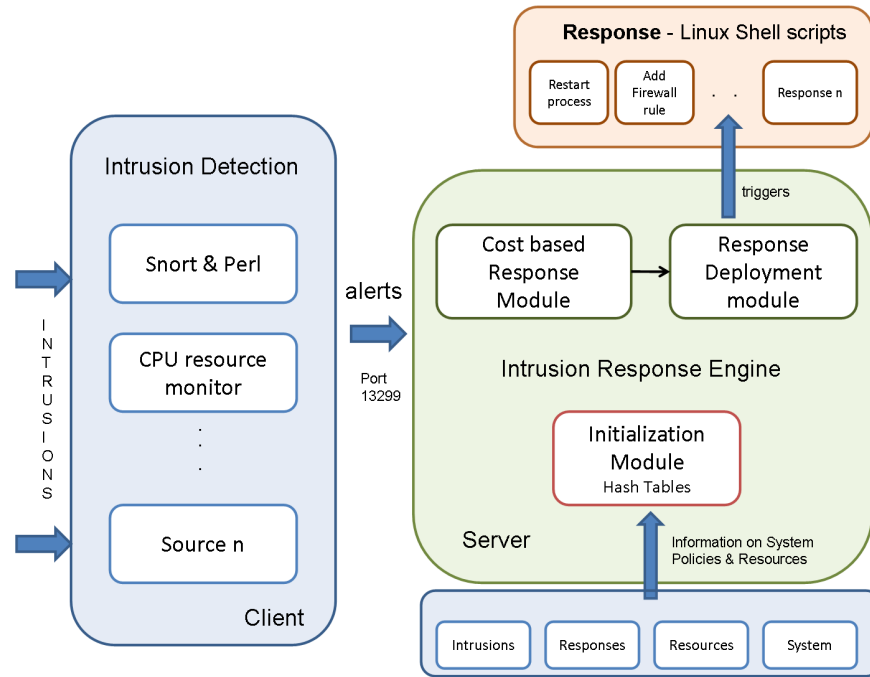 Response - Linux Shell scripts
Restart
process
Add
Firewall
rule
. .
Response n
triggers
Intrusion Detection
Snort & Perl
CPU resource
monitor
.
.
.
Source n
Client
INTRUSIONS
alerts
Port
13299
Cost based
Response
Module
Response
Deployment
module
Intrusion Response Engine
Initialization
Module
Hash Tables
Server
Information on System
Policies & Resources
Intrusions
Responses
Resources
System